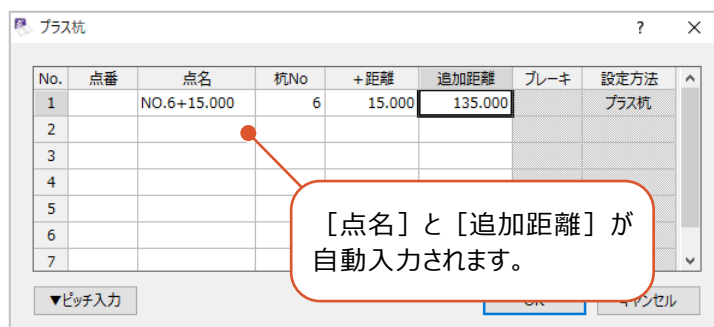 プラス杭 ? ×
No. 点番 点名 杭No +距離 追加距離 ブレーキ 設定方法
1 NO.6+15.000 6 15.000 135.000 プラス杭
2
3
4
5
6
7
［点名］と［追加距離］が
自動入力されます。
▼ピッチ入力 OK キャンセル